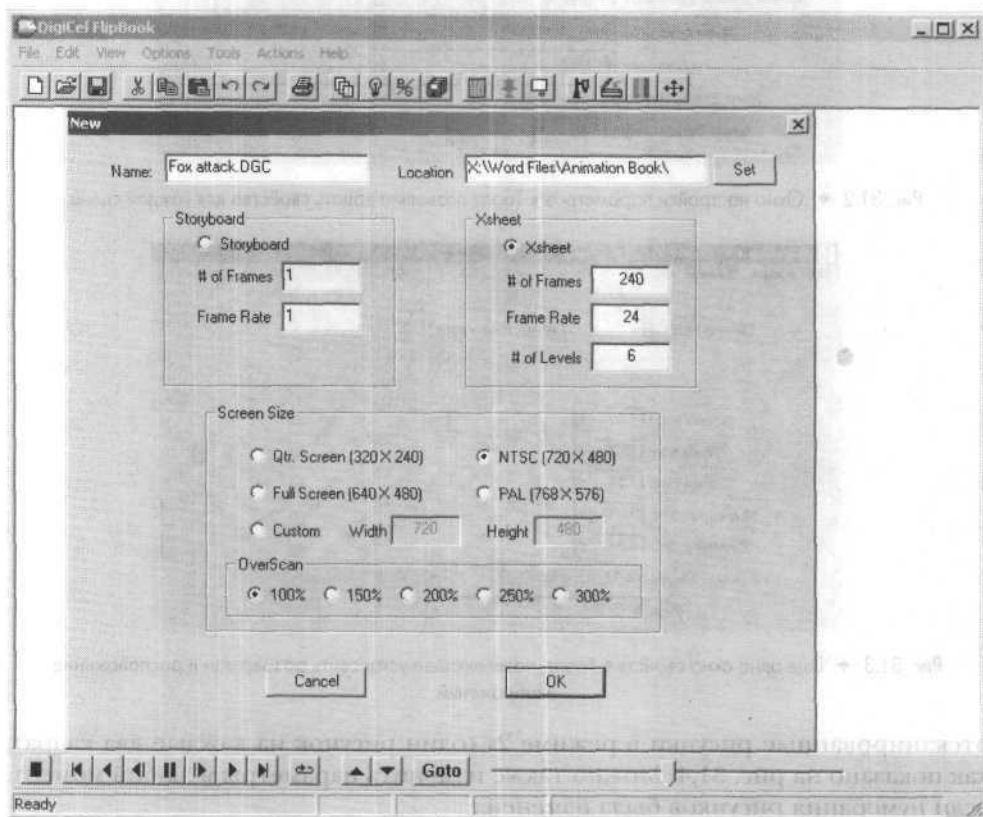 DigiCel FlipBook
File Edit View Options Tools Actions Help
New
Name: Fox attack.DGC Location X:\Word Files\Animation Book\ Set
Storyboard Xsheet
Storyboard Xsheet
# of Frames 1 # of Frames 240
Frame Rate 1 Frame Rate 24
# of Levels 6
Screen Size
Qtr. Screen (320 X 240) NTSC (720 X 480)
Full Screen (640 X 480) PAL (768 X 576)
Custom Width 720 Height 480
OverScan
100% 150% 200% 250% 300%
Cancel OK
Goto
Ready